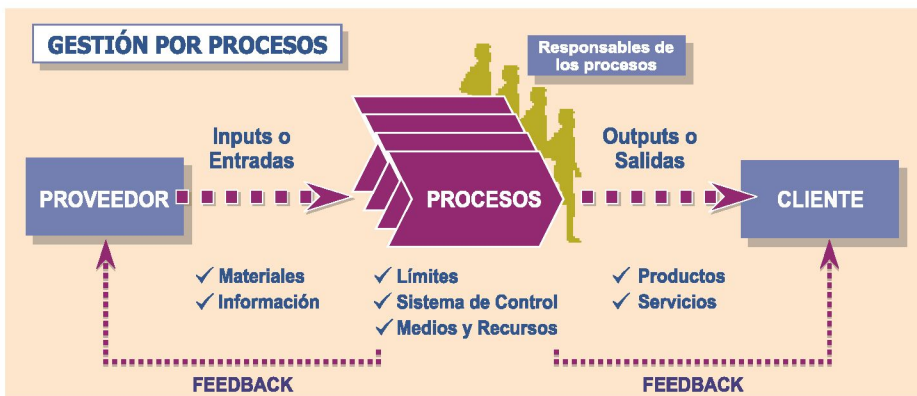 GESTIÓN POR PROCESOS
Responsables de
los procesos
Inputs o
Entradas
Outputs o
Salidas
PROVEEDOR
PROCESOS
CLIENTE
✓ Materiales
✓ Información
✓ Límites
✓ Sistema de Control
✓ Medios y Recursos
✓ Productos
✓ Servicios
FEEDBACK
FEEDBACK